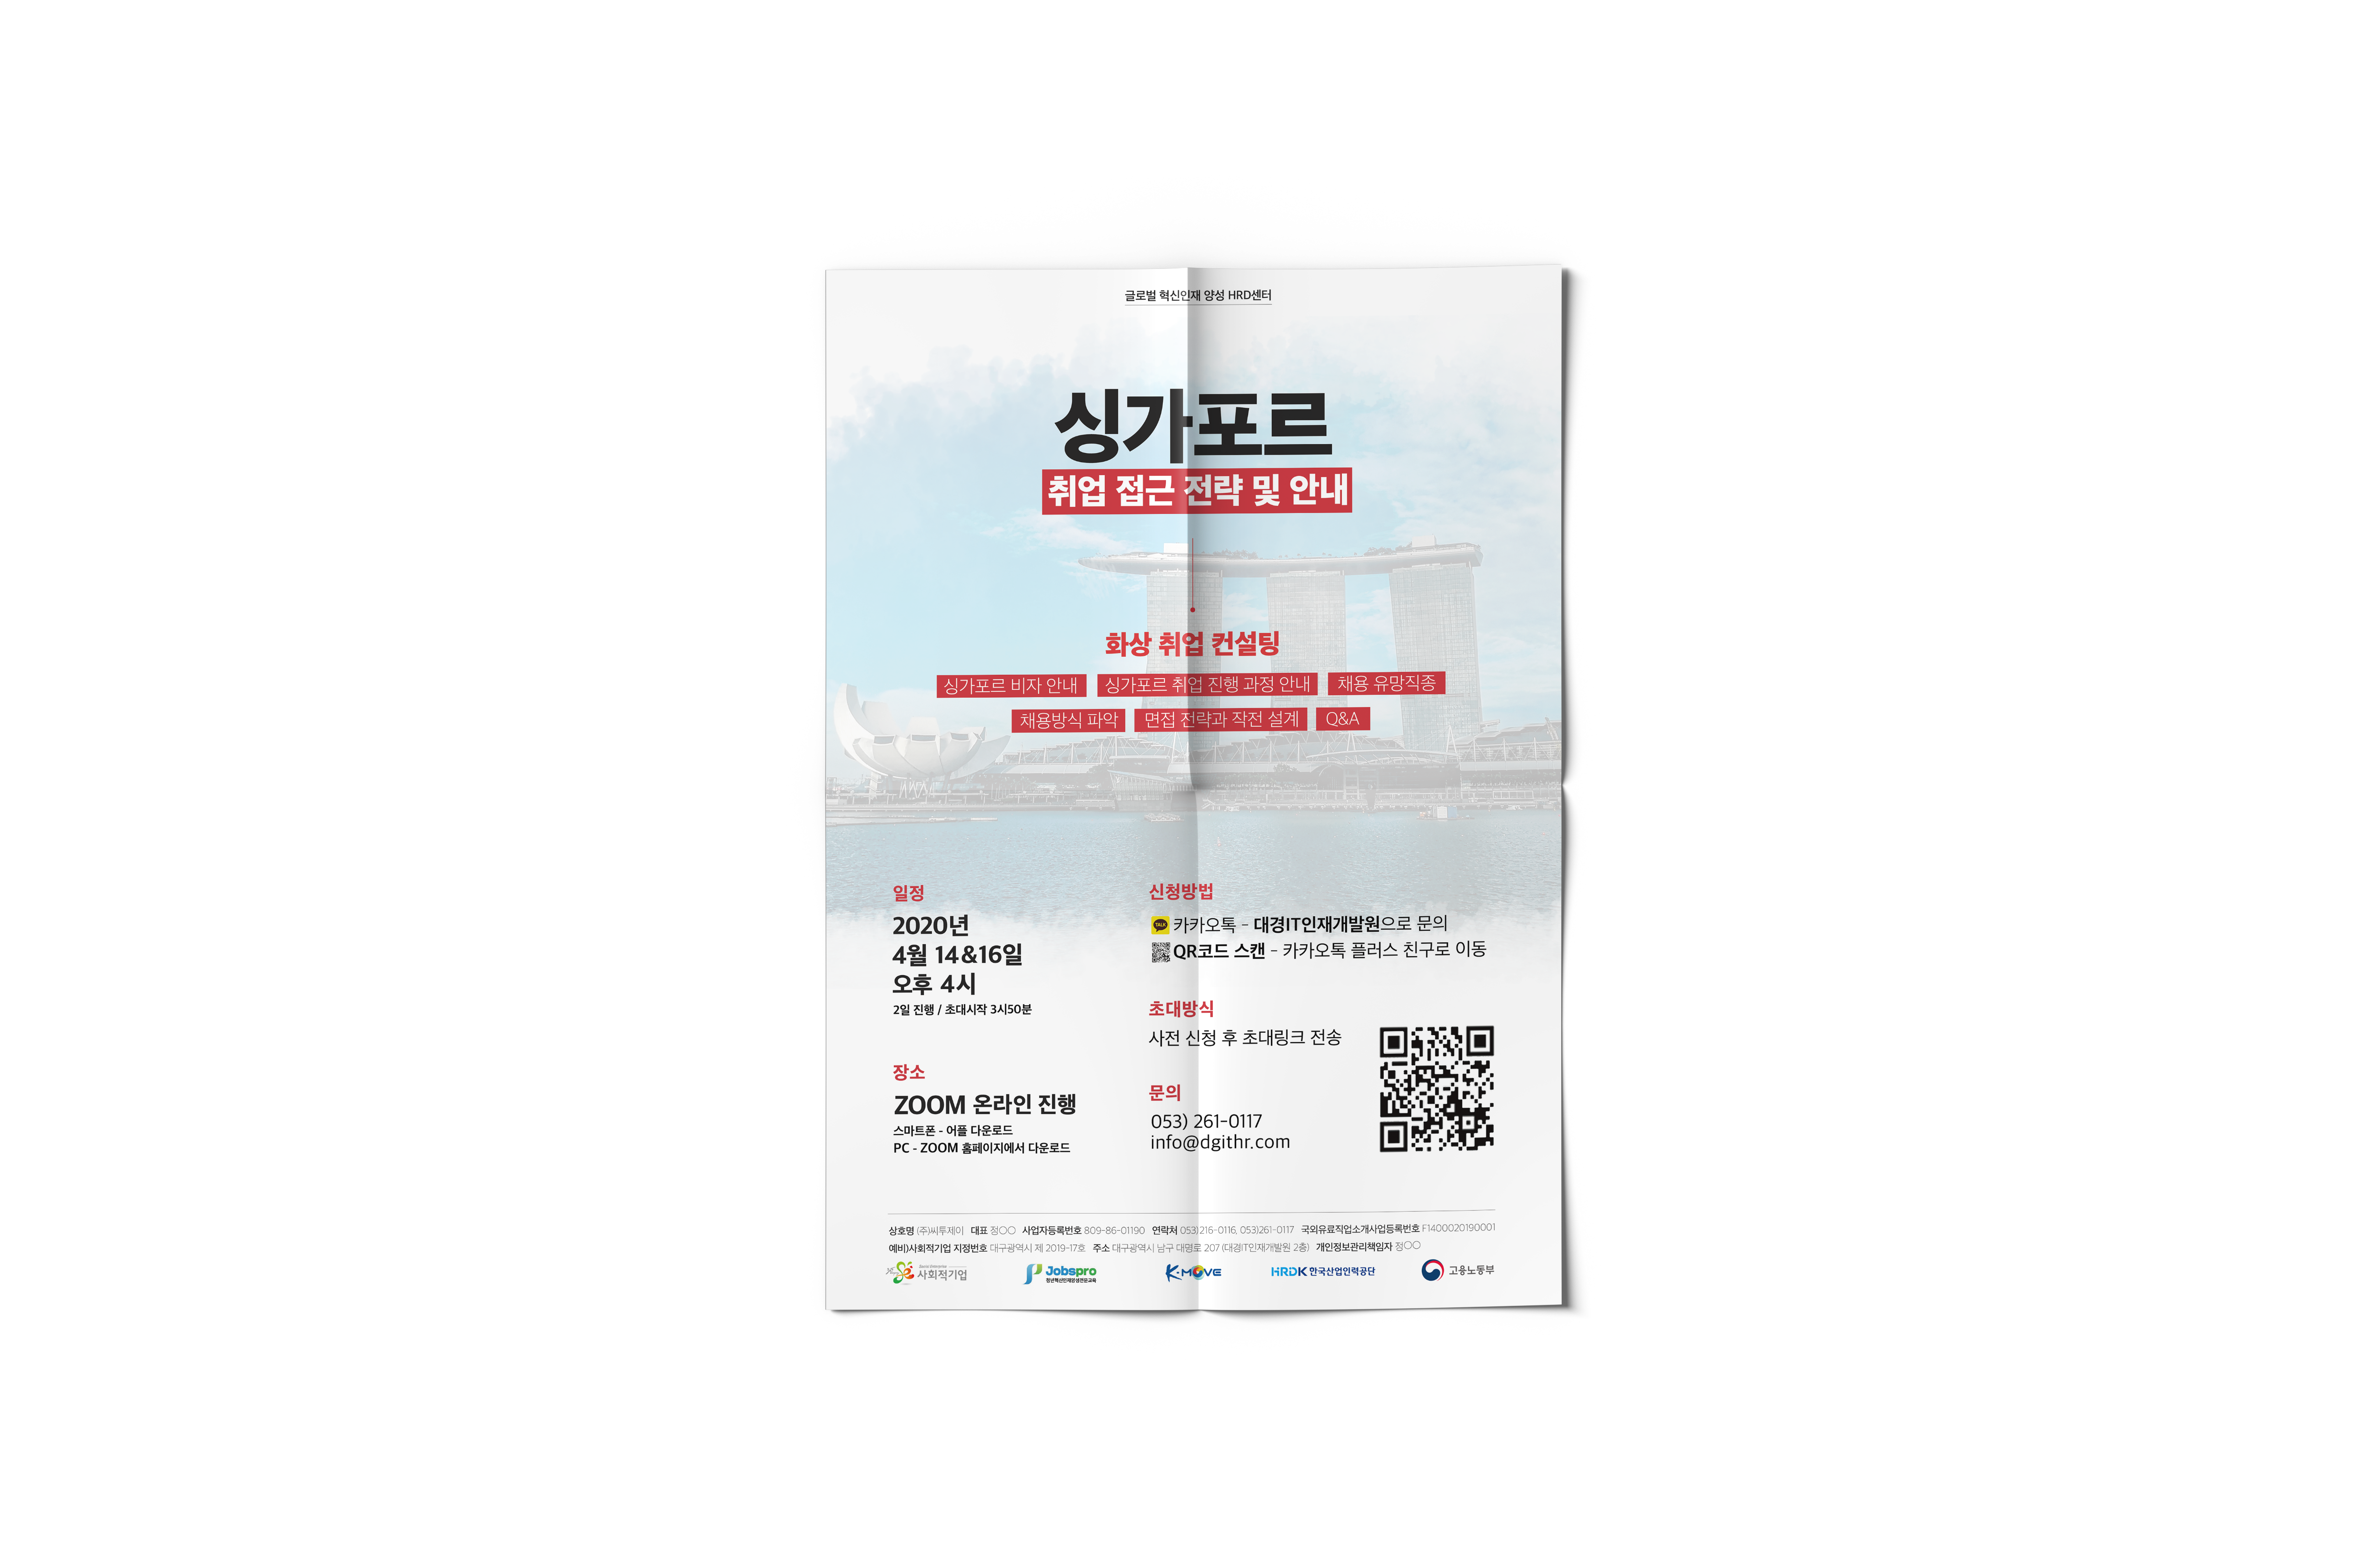 글로벌 혁신인재 양성 HRD센터
싱가포르
취업 접근 전략 및 안내
화상 취업 컨설팅
싱가포르 비자 안내 싱가포르 취업 진행 과정 안내 채용 유망직종
채용방식 파악 면접 전략과 작전 설계 Q&A
일정
2020년
4월 14&16일
오후 4시
2일 진행 / 초대시작 3시50분
장소
ZOOM 온라인 진행
스마트폰 - 어플 다운로드
PC - ZOOM 홈페이지에서 다운로드
신청방법
TALK 카카오톡 - 대경IT인재개발원으로 문의
QR코드 스캔 - 카카오톡 플러스 친구로 이동
초대방식
사전 신청 후 초대링크 전송
문의
053) 261-0117
info@dgithr.com
상호명 (주)씨투제이 대표 정○○ 사업자등록번호 809-86-01190 연락처 053)216-0116, 053)261-0117 국외유료직업소개사업등록번호 F1400020190001
예비)사회적기업 지정번호 대구광역시 제 2019-17호 주소 대구광역시 남구 대명로 207 (대경IT인재개발원 2층) 개인정보관리책임자 정○○
사회적기업 Jobspro K-MOVE HRDK 한국산업인력공단 고용노동부
청년혁신인재양성전문교육